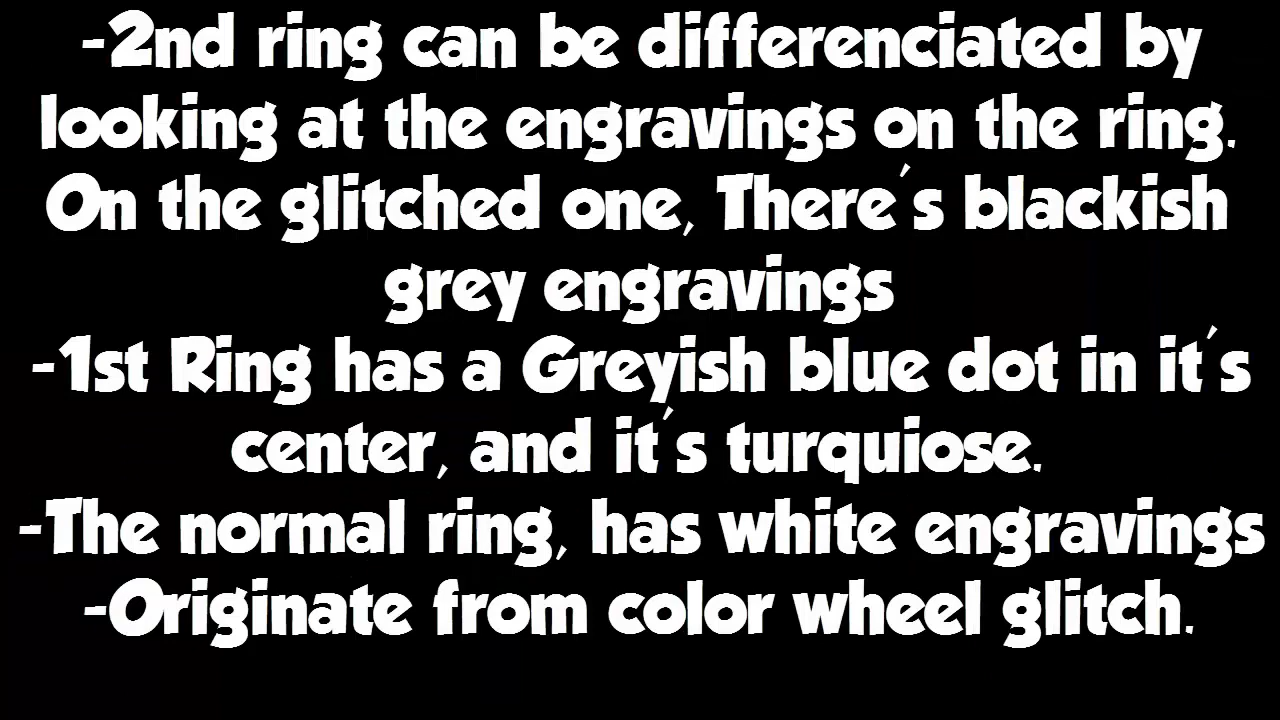 -2nd ring can be differenciated by
looking at the engravings on the ring.
On the glitched one, There's blackish
grey engravings
-1st Ring has a Greyish blue dot in it's
center, and it's turquiose.
-The normal ring, has white engravings
-Originate from color wheel glitch.